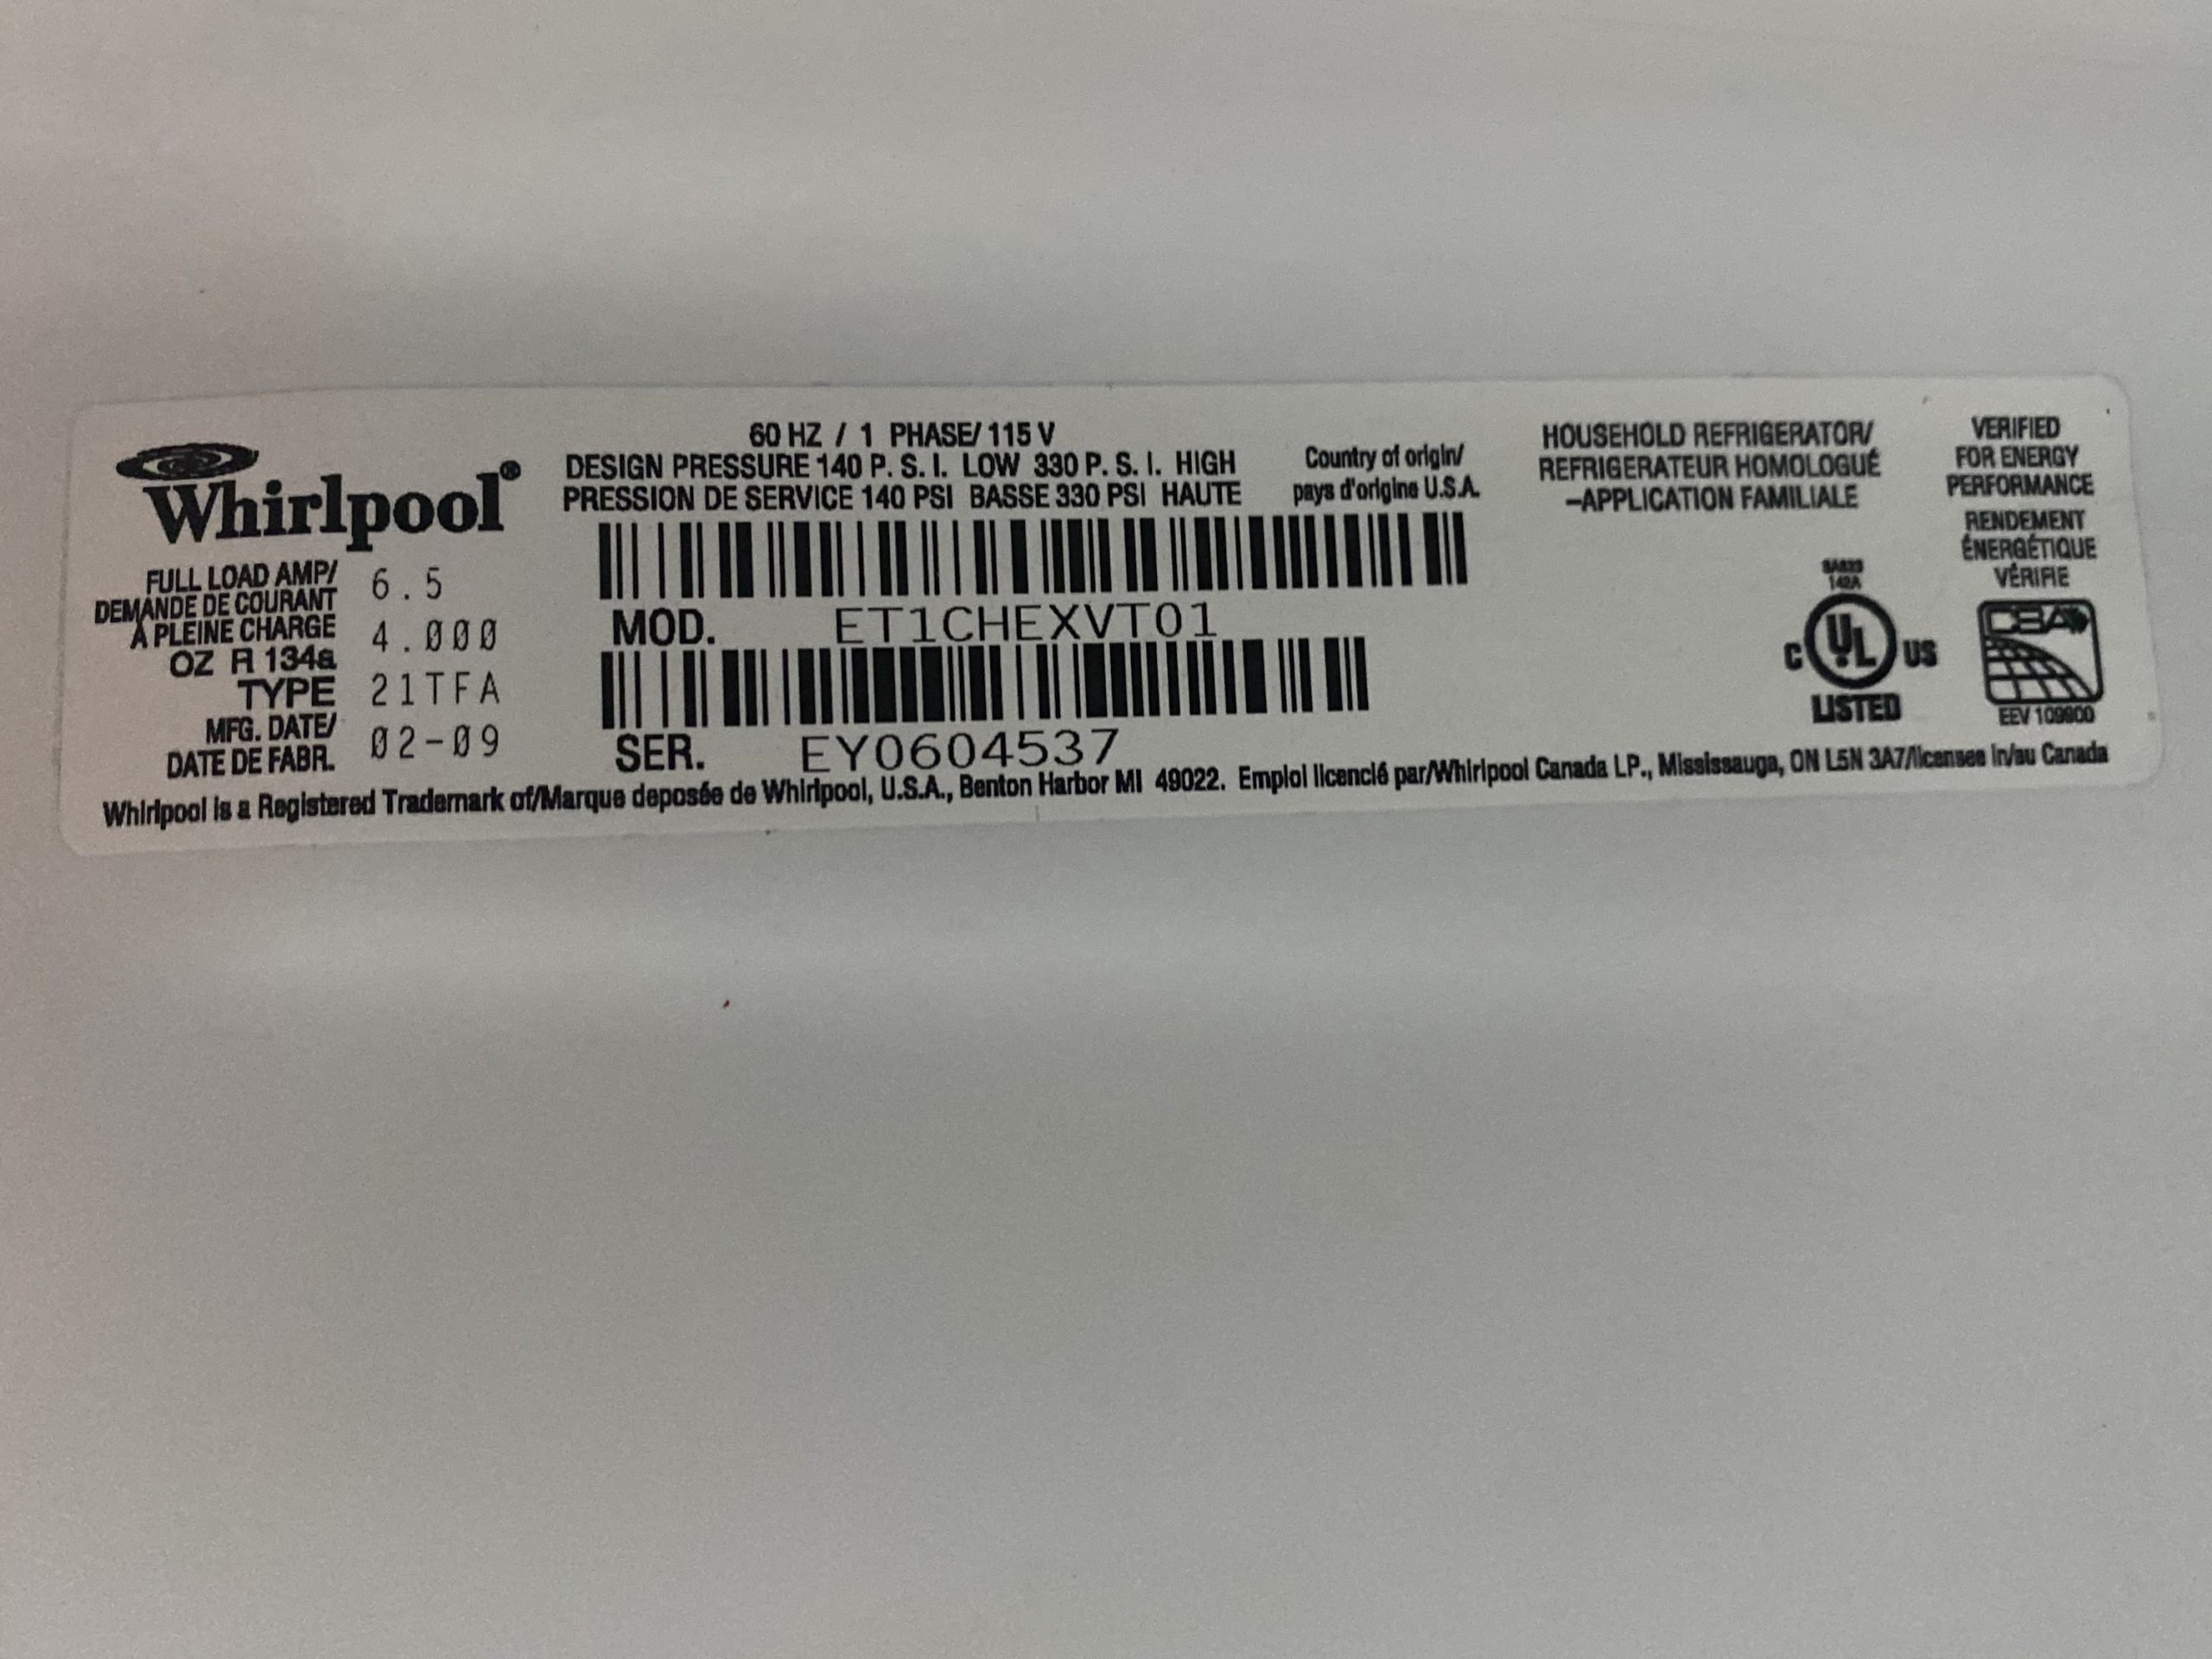 Whirlpool®
60 HZ / 1 PHASE/ 115 V
DESIGN PRESSURE 140 P. S. I. LOW 330 P. S. I. HIGH
PRESSION DE SERVICE 140 PSI BASSE 330 PSI HAUTE
Country of origin/
pays d'origine U.S.A.
HOUSEHOLD REFRIGERATOR/
REFRIGERATEUR HOMOLOGUÉ
-APPLICATION FAMILIALE
VERIFIED
FOR ENERGY
PERFORMANCE
RENDEMENT
ÉNERGÉTIQUE
VÉRIFIE
FULL LOAD AMP/
DEMANDE DE COURANT
À PLEINE CHARGE
6.5
OZ R 134a
4.000
TYPE 21TFA
MFG. DATE/
DATE DE FABR.
02-09
MOD. ET1CHEXVT01
SER. EY0604537
142A
C UL US
LISTED
CSA
EEV 109900
Whirlpool is a Registered Trademark of/Marque deposée de Whirlpool, U.S.A., Benton Harbor MI 49022. Emploi licencié par/Whirlpool Canada LP., Mississauga, ON L5N 3A7/licensee in/au Canada